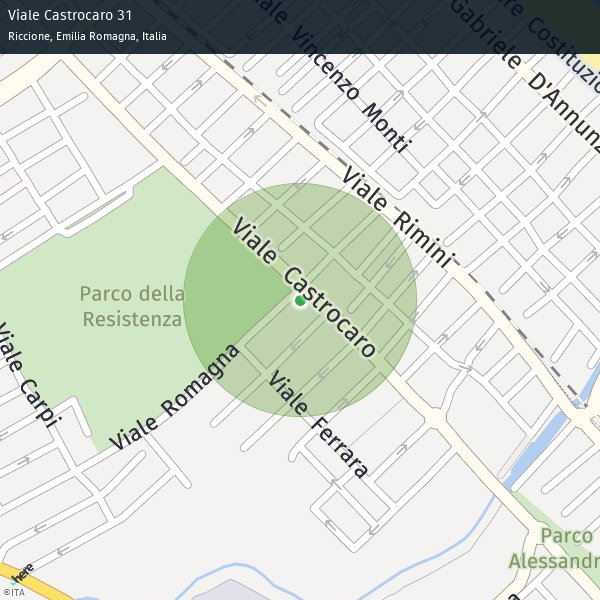 Viale Castrocaro 31
Riccione, Emilia Romagna, Italia
Viale Vincenzo Monti
Gabriele D'Annunz
Costituzio
Viale Rimini
Viale Castrocaro
Parco della
Resistenza
Viale Carpi
Viale Romagna
Viale Ferrara
Parco
Alessandr
here
©ITA